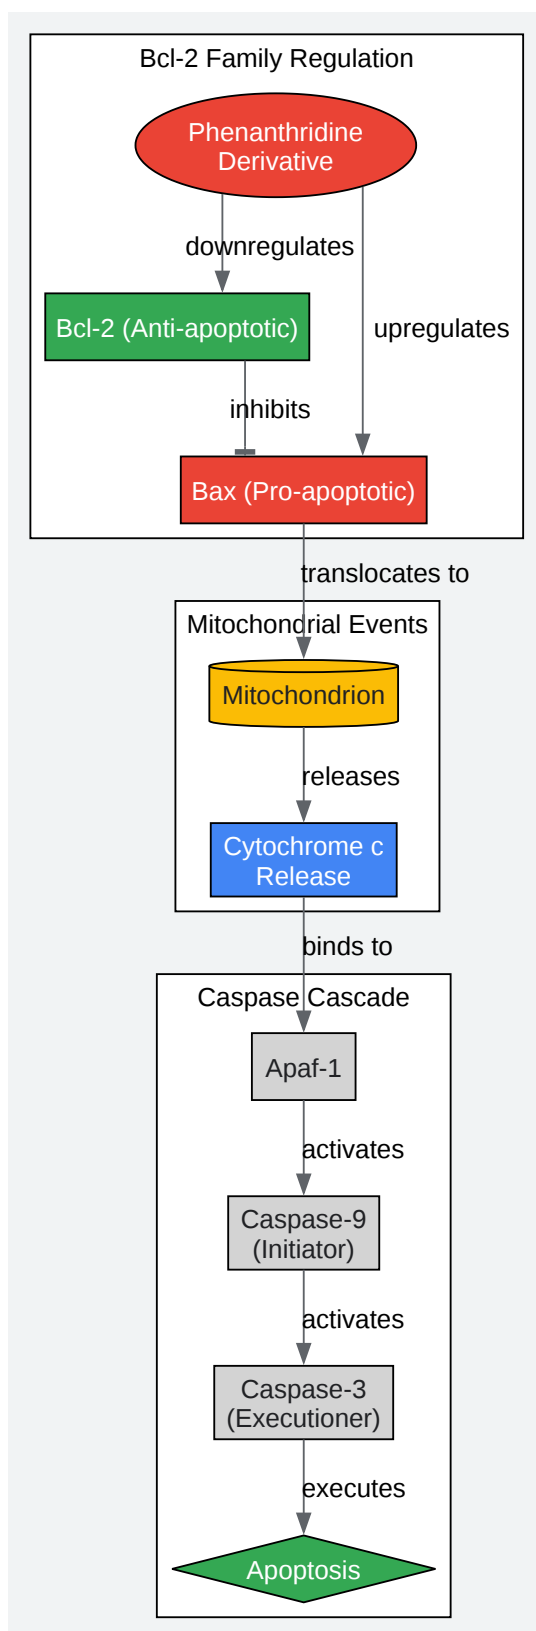 Bcl-2 Family Regulation
Phenanthridine
Derivative
downregulates
Bcl-2 (Anti-apoptotic)
upregulates
inhibits
Bax (Pro-apoptotic)
translocates to
Mitochondrial Events
Mitochondrion
releases
Cytochrome c
Release
binds to
Caspase Cascade
Apaf-1
activates
Caspase-9
(Initiator)
activates
Caspase-3
(Executioner)
executes
Apoptosis